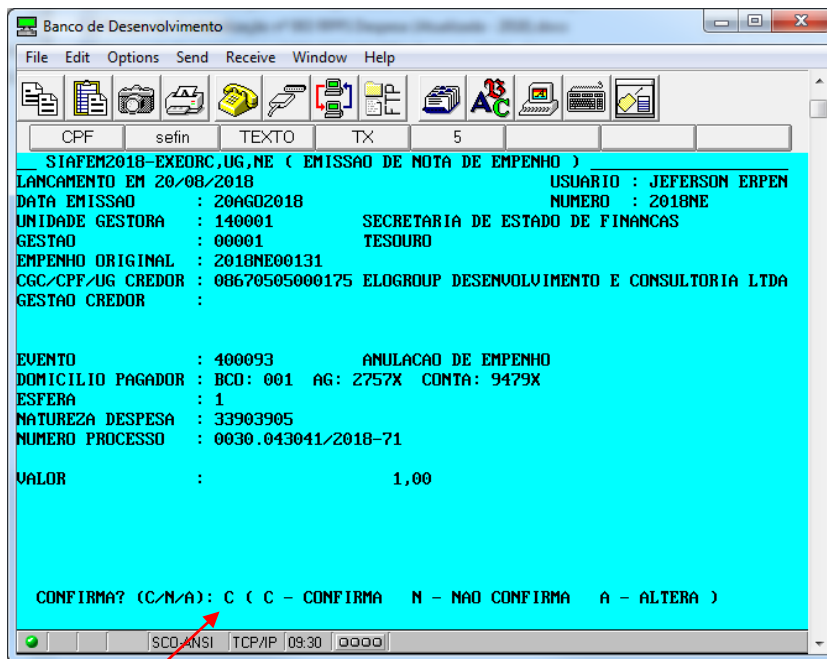 Banco de Desenvolvimento
File Edit Options Send Receive Window Help
CPF sefin TEXTO TX 5
SIAFEM2018-EXEORC,UG,NE ( EMISSAO DE NOTA DE EMPENHO )
LANCAMENTO EM 20/08/2018 USUARIO : JEFERSON ERPEN
DATA EMISSAO : 20AGO2018 NUMERO : 2018NE
UNIDADE GESTORA : 140001 SECRETARIA DE ESTADO DE FINANCAS
GESTAO : 00001 TESOURO
EMPENHO ORIGINAL : 2018NE00131
CGC/CPF/UG CREDOR : 08670505000175 ELOGROUP DESENVOLVIMENTO E CONSULTORIA LTDA
GESTAO CREDOR :
EVENTO : 400093 ANULACAO DE EMPENHO
DOMICILIO PAGADOR : BCO: 001 AG: 2757X CONTA: 9479X
ESFERA : 1
NATUREZA DESPESA : 33903905
NUMERO PROCESSO : 0030.043041/2018-71
VALOR : 1,00
CONFIRMA? (C/N/A): C ( C - CONFIRMA N - NAO CONFIRMA A - ALTERA )
SCO-ANSI TCP/IP 09:30